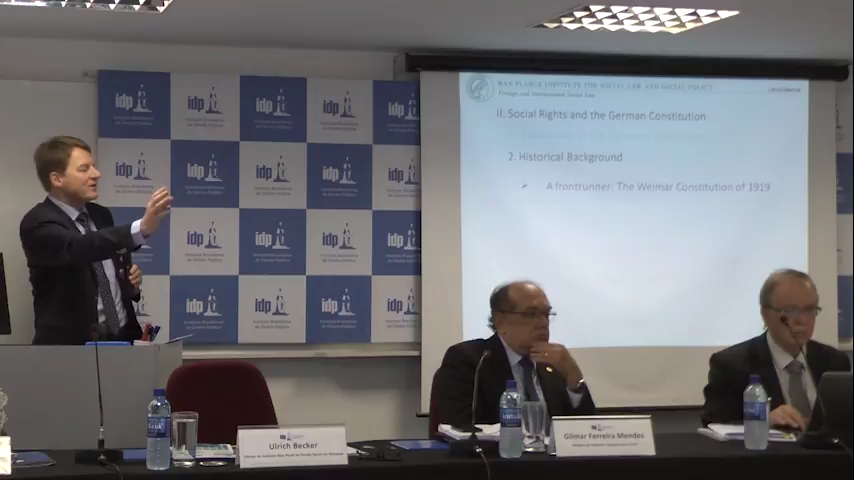 MAX PLANCK INSTITUTE FOR SOCIAL LAW AND SOCIAL POLICY
Foreign and International Social Law
II. Social Rights and the German Constitution
2. Historical Background
➢ A frontrunner: The Weimar Constitution of 1919
idp
Instituto Brasiliense
de Direito Público
Ulrich Becker
Gilmar Ferreira Mendes